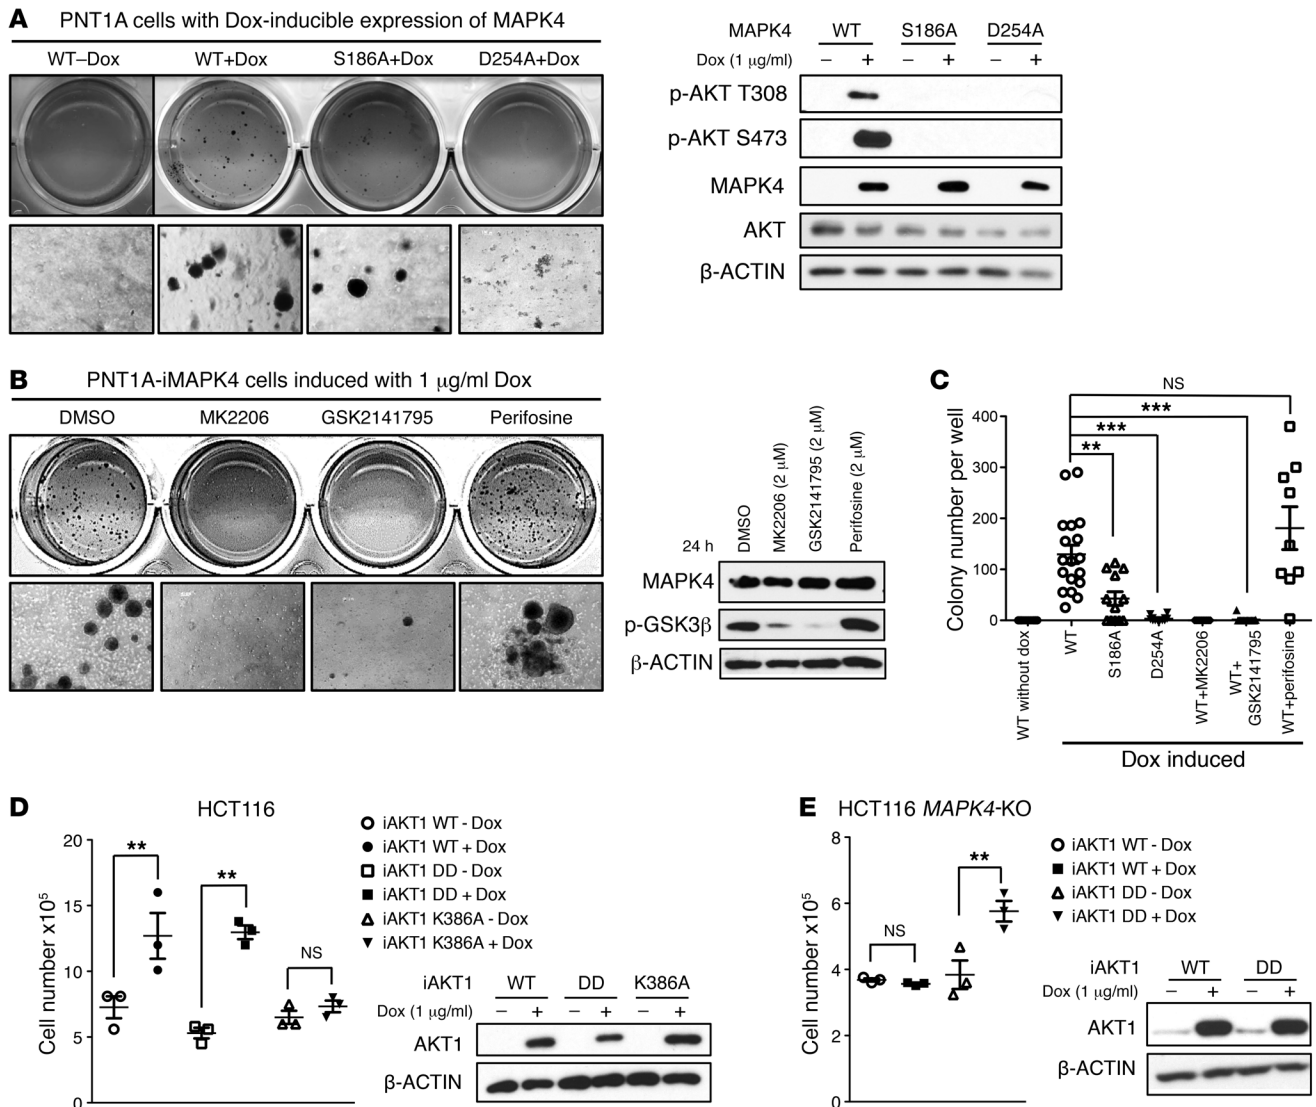 A
PNT1A cells with Dox-inducible expression of MAPK4
WT–Dox WT+Dox S186A+Dox D254A+Dox
MAPK4 WT S186A D254A
Dox (1 μg/ml) – + – + – +
p-AKT T308
p-AKT S473
MAPK4
AKT
β-ACTIN
B
PNT1A-iMAPK4 cells induced with 1 μg/ml Dox
DMSO MK2206 GSK2141795 Perifosine
24 h
DMSO
MK2206 (2 μM)
GSK2141795 (2 μM)
Perifosine (2 μM)
MAPK4
p-GSK3β
β-ACTIN
C
Colony number per well
400
300
200
100
0
NS
***
***
**
WT without dox
WT
S186A
D254A
WT+MK2206
WT+
GSK2141795
WT+perifosine
Dox induced
D
HCT116
Cell number x10⁵
20
15
10
5
0
**
**
NS
iAKT1 WT - Dox
iAKT1 WT + Dox
iAKT1 DD - Dox
iAKT1 DD + Dox
iAKT1 K386A - Dox
iAKT1 K386A + Dox
iAKT1 WT DD K386A
Dox (1 μg/ml) – + – + – +
AKT1
β-ACTIN
E
HCT116 MAPK4-KO
Cell number x10⁵
8
6
4
2
0
NS
**
iAKT1 WT - Dox
iAKT1 WT + Dox
iAKT1 DD - Dox
iAKT1 DD + Dox
iAKT1 WT DD
Dox (1 μg/ml) – + – +
AKT1
β-ACTIN